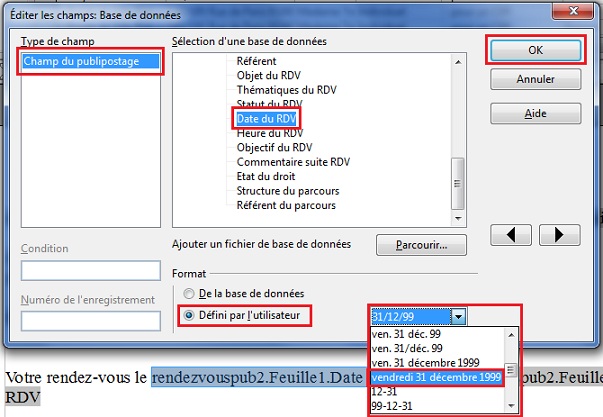 Éditer les champs: Base de données
Type de champ
Sélection d'une base de données
Champ du publipostage
Référent
Objet du RDV
Thématiques du RDV
Statut du RDV
Date du RDV
Heure du RDV
Objectif du RDV
Commentaire suite RDV
Etat du droit
Structure du parcours
Référent du parcours
OK
Annuler
Aide
Condition
Ajouter un fichier de base de données
Parcourir...
Numéro de l'enregistrement
Format
De la base de données
Défini par l'utilisateur
31/12/99
ven. 31 déc. 99
ven. 31/déc. 99
ven. 31 décembre 1999
vendredi 31 décembre 1999
12-31
99-12-31
Votre rendez-vous le rendezvouspub2.Feuille1.Date pub2.Feuille
RDV